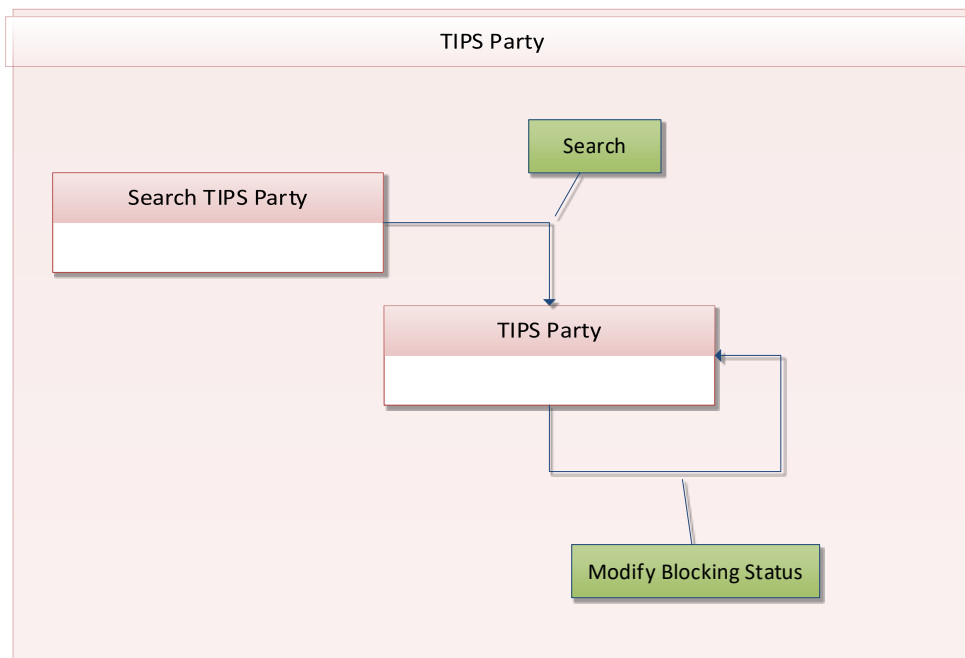 TIPS Party
Search
Search TIPS Party
TIPS Party
Modify Blocking Status